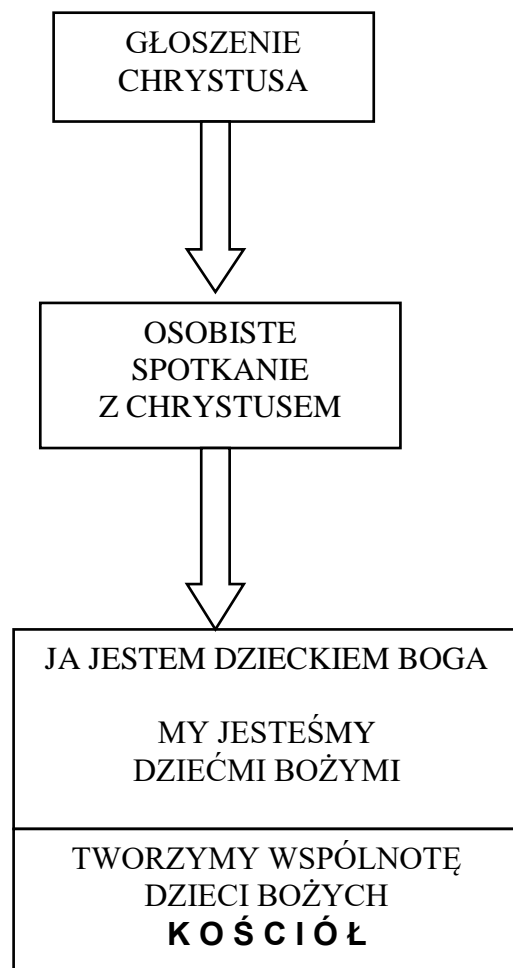 GŁOSZENIE
CHRYSTUSA
OSOBISTE
SPOTKANIE
Z CHRYSTUSEM
JA JESTEM DZIECKIEM BOGA
MY JESTEŚMY
DZIEĆMI BOŻYMI
TWORZYMY WSPÓLNOTĘ
DZIECI BOŻYCH
K O Ś C I Ó Ł